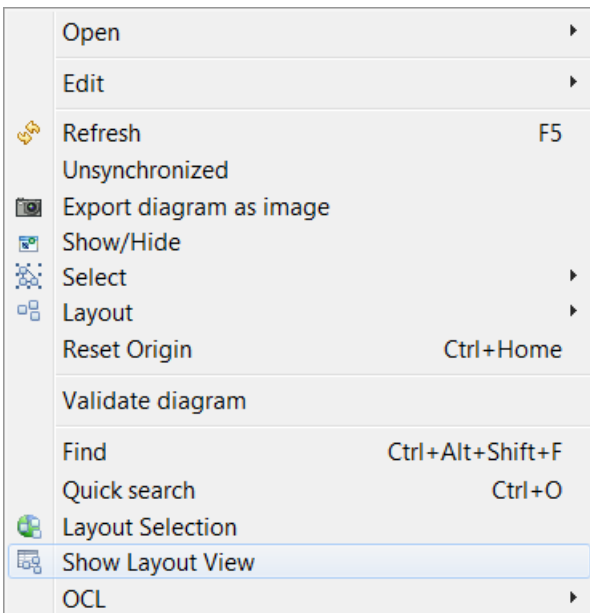 Open
Edit
Refresh F5
Unsynchronized
Export diagram as image
Show/Hide
Select
Layout
Reset Origin Ctrl+Home
Validate diagram
Find Ctrl+Alt+Shift+F
Quick search Ctrl+O
Layout Selection
Show Layout View
OCL